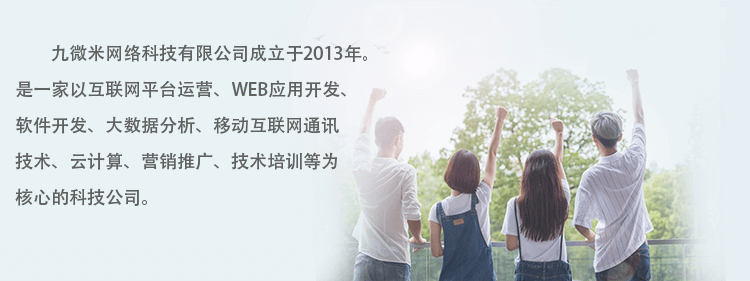 九微米网络科技有限公司成立于2013年。
是一家以互联网平台运营、WEB应用开发、
软件开发、大数据分析、移动互联网通讯
技术、云计算、营销推广、技术培训等为
核心的科技公司。